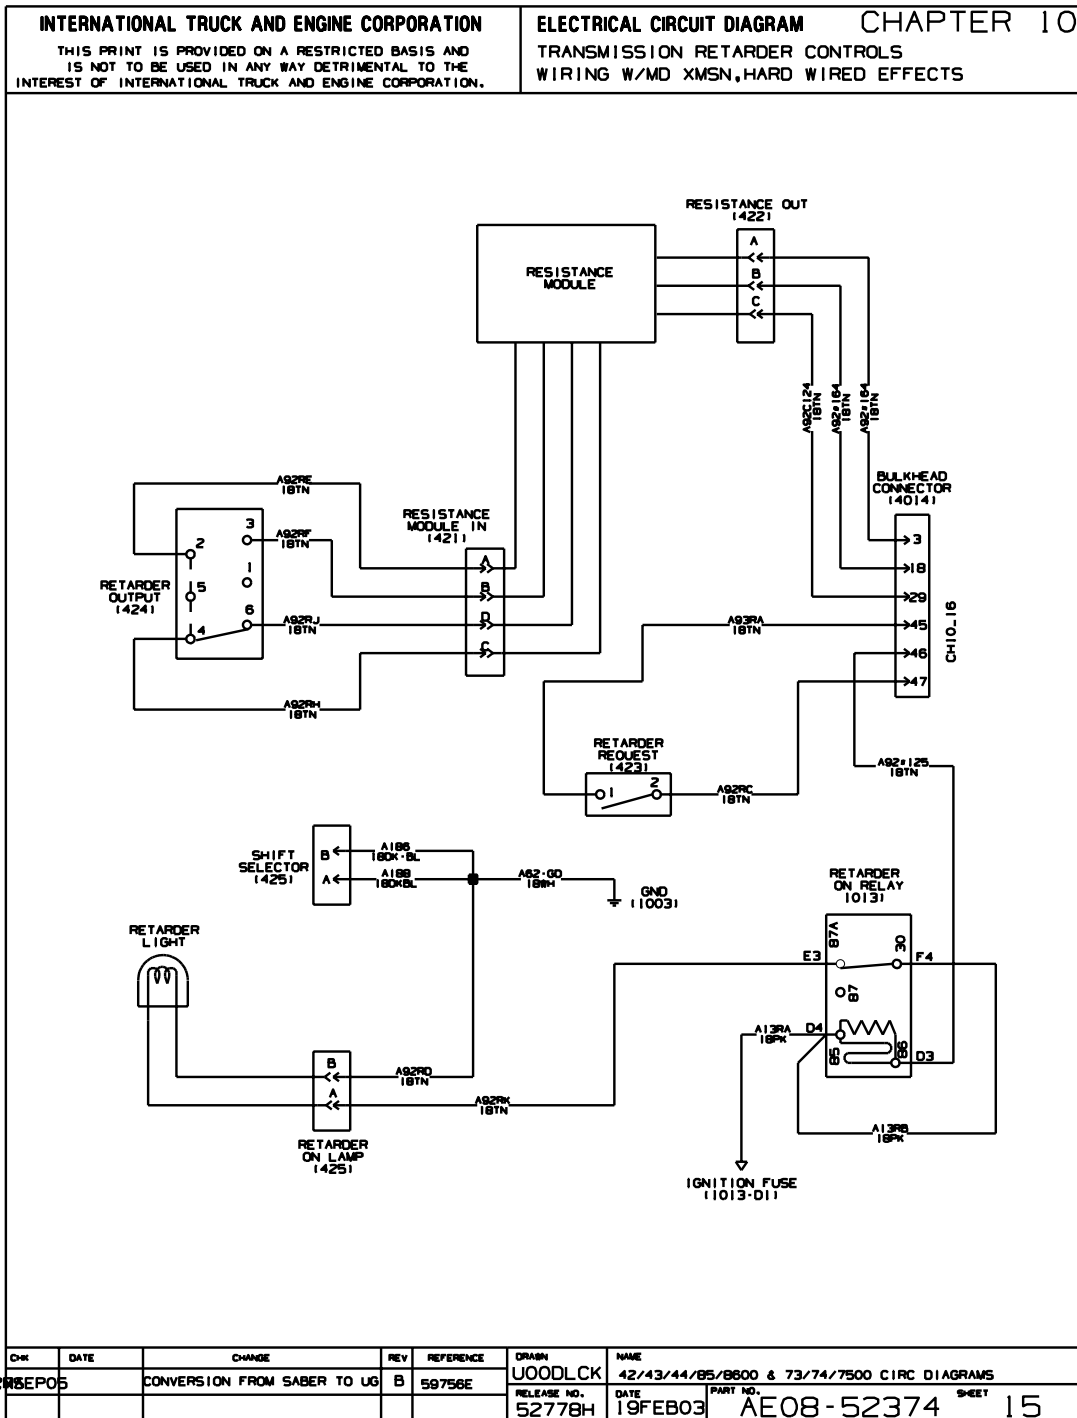 INTERNATIONAL TRUCK AND ENGINE CORPORATION
THIS PRINT IS PROVIDED ON A RESTRICTED BASIS AND
IS NOT TO BE USED IN ANY WAY DETRIMENTAL TO THE
INTEREST OF INTERNATIONAL TRUCK AND ENGINE CORPORATION.
ELECTRICAL CIRCUIT DIAGRAM
CHAPTER 10
TRANSMISSION RETARDER CONTROLS
WIRING W/MD XMSN,HARD WIRED EFFECTS
RESISTANCE OUT
(422)
A
B
C
RESISTANCE
MODULE
A92C124
18TN
A92*164
18TN
A92*164
18TN
BULKHEAD
CONNECTOR
(4014)
3
18
29
45
46
47
CH10_16
A92RE
18TN
RESISTANCE
MODULE IN
(421)
A
B
D
C
A92RF
18TN
3
2
1
5
6
4
RETARDER
OUTPUT
(424)
A92RJ
18TN
A92RH
18TN
A93RA
18TN
RETARDER
REQUEST
(423)
1
2
A92RC
18TN
A92*125
18TN
SHIFT
SELECTOR
(425)
B
A
A186
18DK-BL
A188
18DKBL
A62-GD
18WH
GND
(1003)
RETARDER
LIGHT
RETARDER
ON RELAY
(1013)
87A
30
E3
F4
87
D4
85
86
D3
A13RA
18PK
A13RB
18PK
B
A
A92RD
18TN
A92RK
18TN
RETARDER
ON LAMP
(425)
IGNITION FUSE
(1013-D1)
CHK
DATE
CHANGE
REV
REFERENCE
CONVERSION FROM SABER TO UG
B
59756E
DRAWN
UOODLCK
NAME
42/43/44/85/8600 & 73/74/7500 CIRC DIAGRAMS
RELEASE NO.
52778H
DATE
19FEB03
PART NO.
AE08-52374
SHEET
15